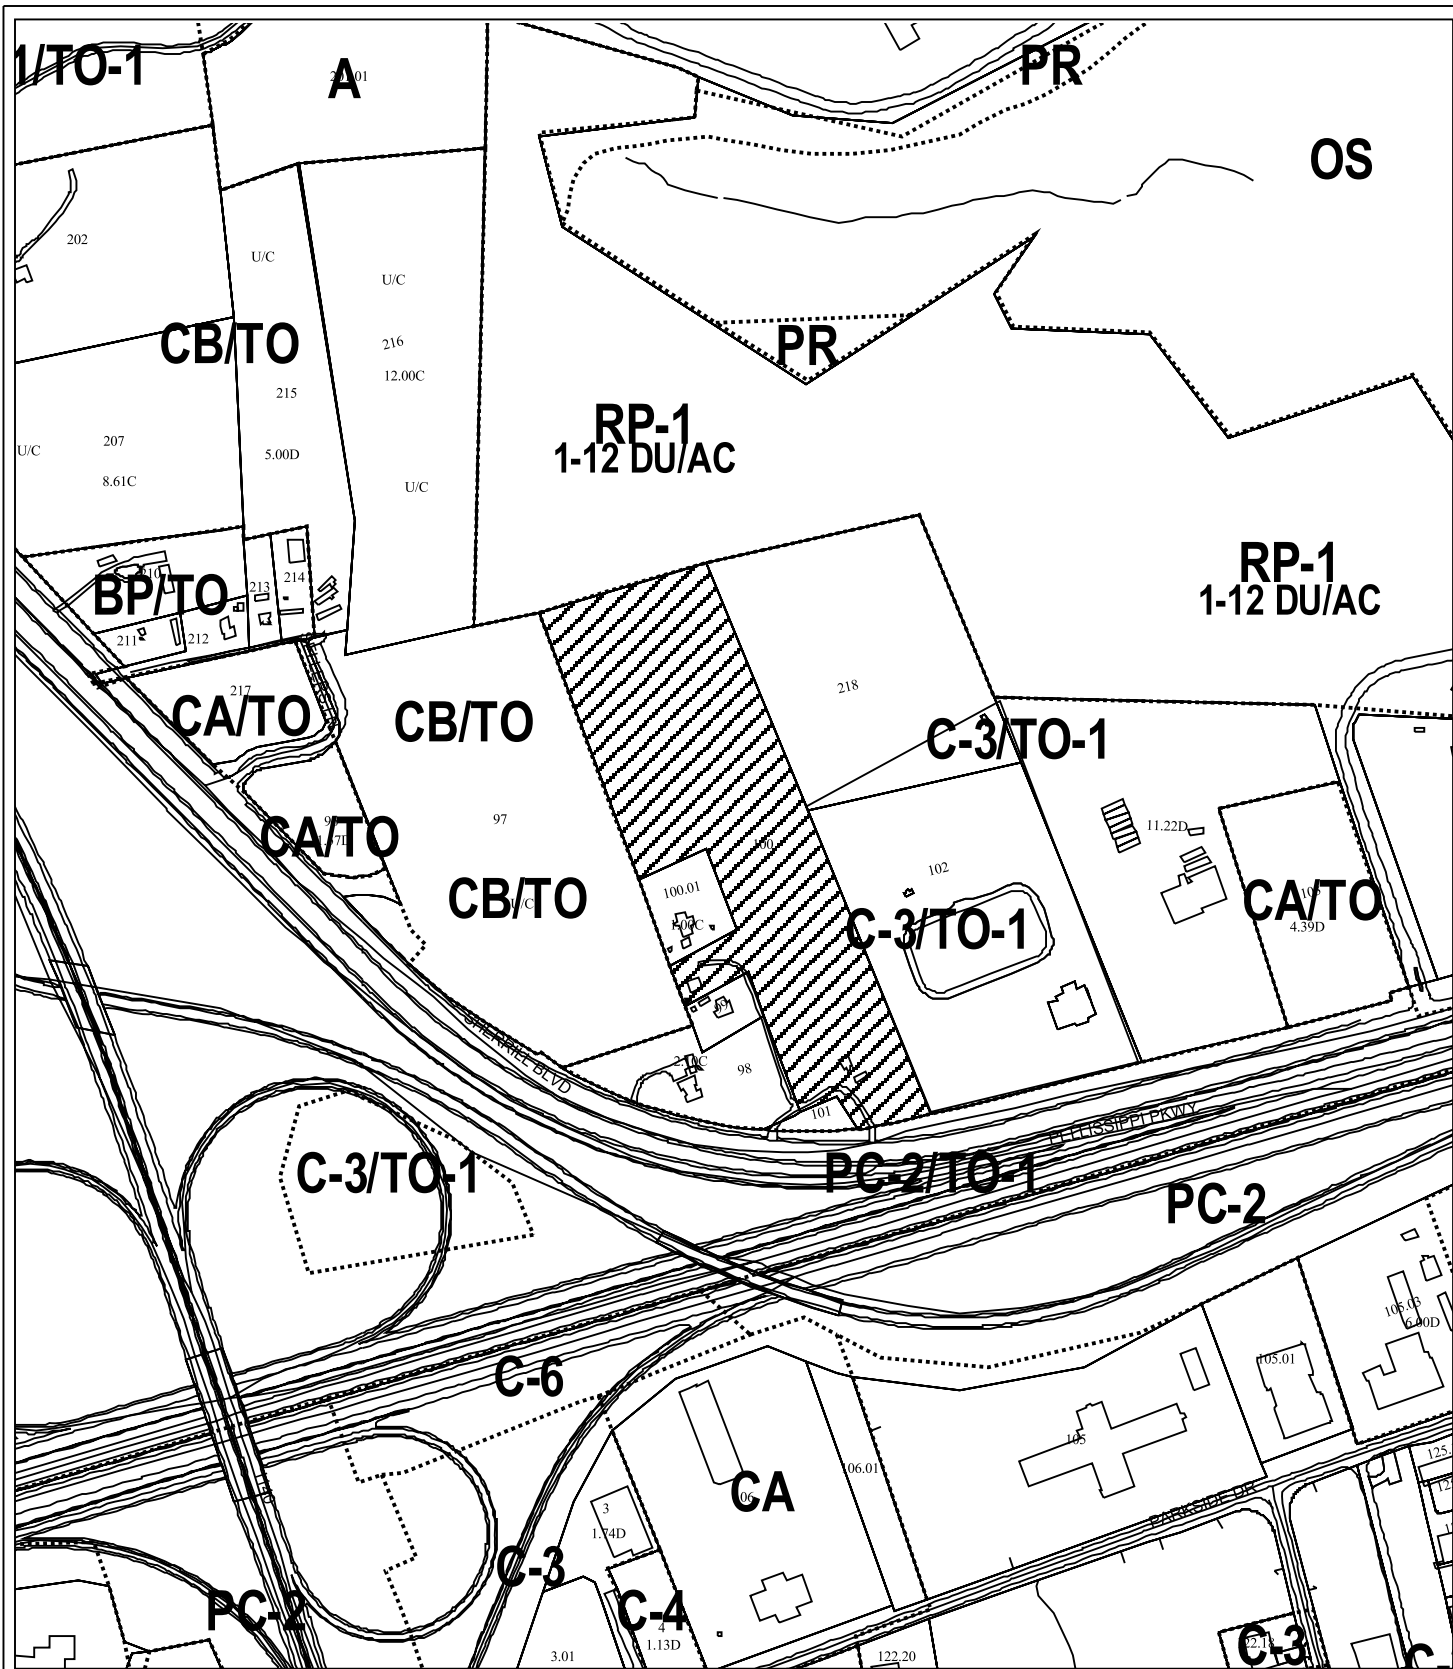 1/TO-1
A
PR
OS
202
U/C
U/C
CB/TO
216
PR
12.00C
215
RP-1
1-12 DU/AC
U/C
207
5.00D
8.61C
U/C
RP-1
1-12 DU/AC
BP/TO
210
213
214
211
212
217
CA/TO
CB/TO
218
C-3/TO-1
CA/TO
97
100
11.22D
102
100.01
CB/TO
U/C
CA/TO
4.39D
C-3/TO-1
99
SHERRILL BLVD
98
101
PELLISSIPPI PKWY
C-3/TO-1
PC-2/TO-1
PC-2
105.03
6.00D
105.01
C-6
105
106.01
CA
PARKSIDE DR
3
1.74D
C-3
C-4
PC-2
4
1.13D
3.01
122.20
C-3